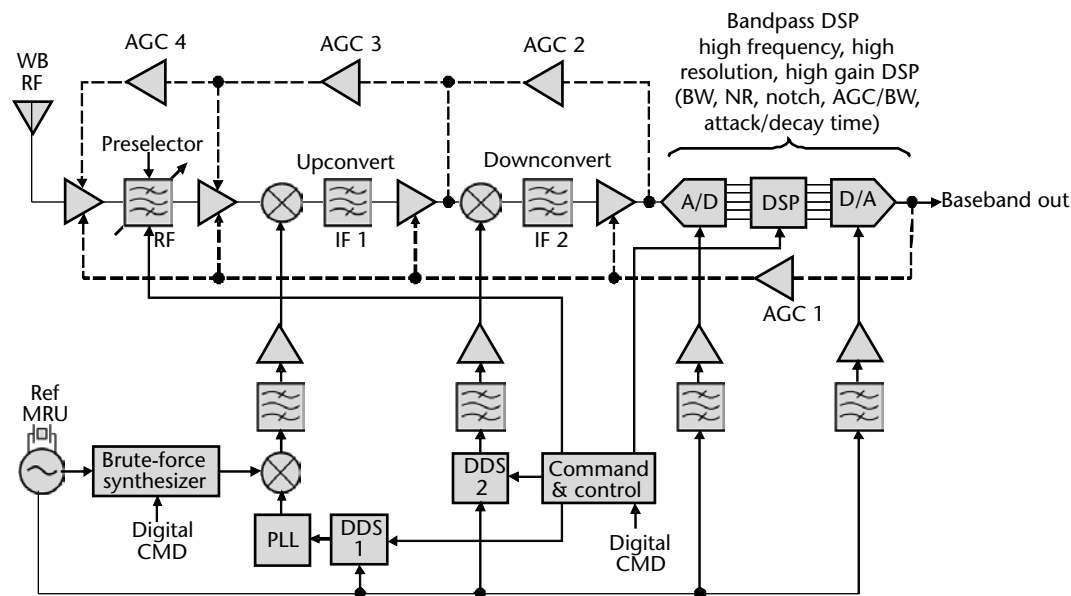 Bandpass DSP
high frequency, high
resolution, high gain DSP
(BW, NR, notch, AGC/BW,
attack/decay time)
AGC 4
AGC 3
AGC 2
WB
RF
Preselector
Upconvert
Downconvert
A/D
DSP
D/A
Baseband out
RF
IF 1
IF 2
AGC 1
Ref
MRU
Brute-force
synthesizer
DDS
2
Command
& control
Digital
CMD
PLL
DDS
1
Digital
CMD